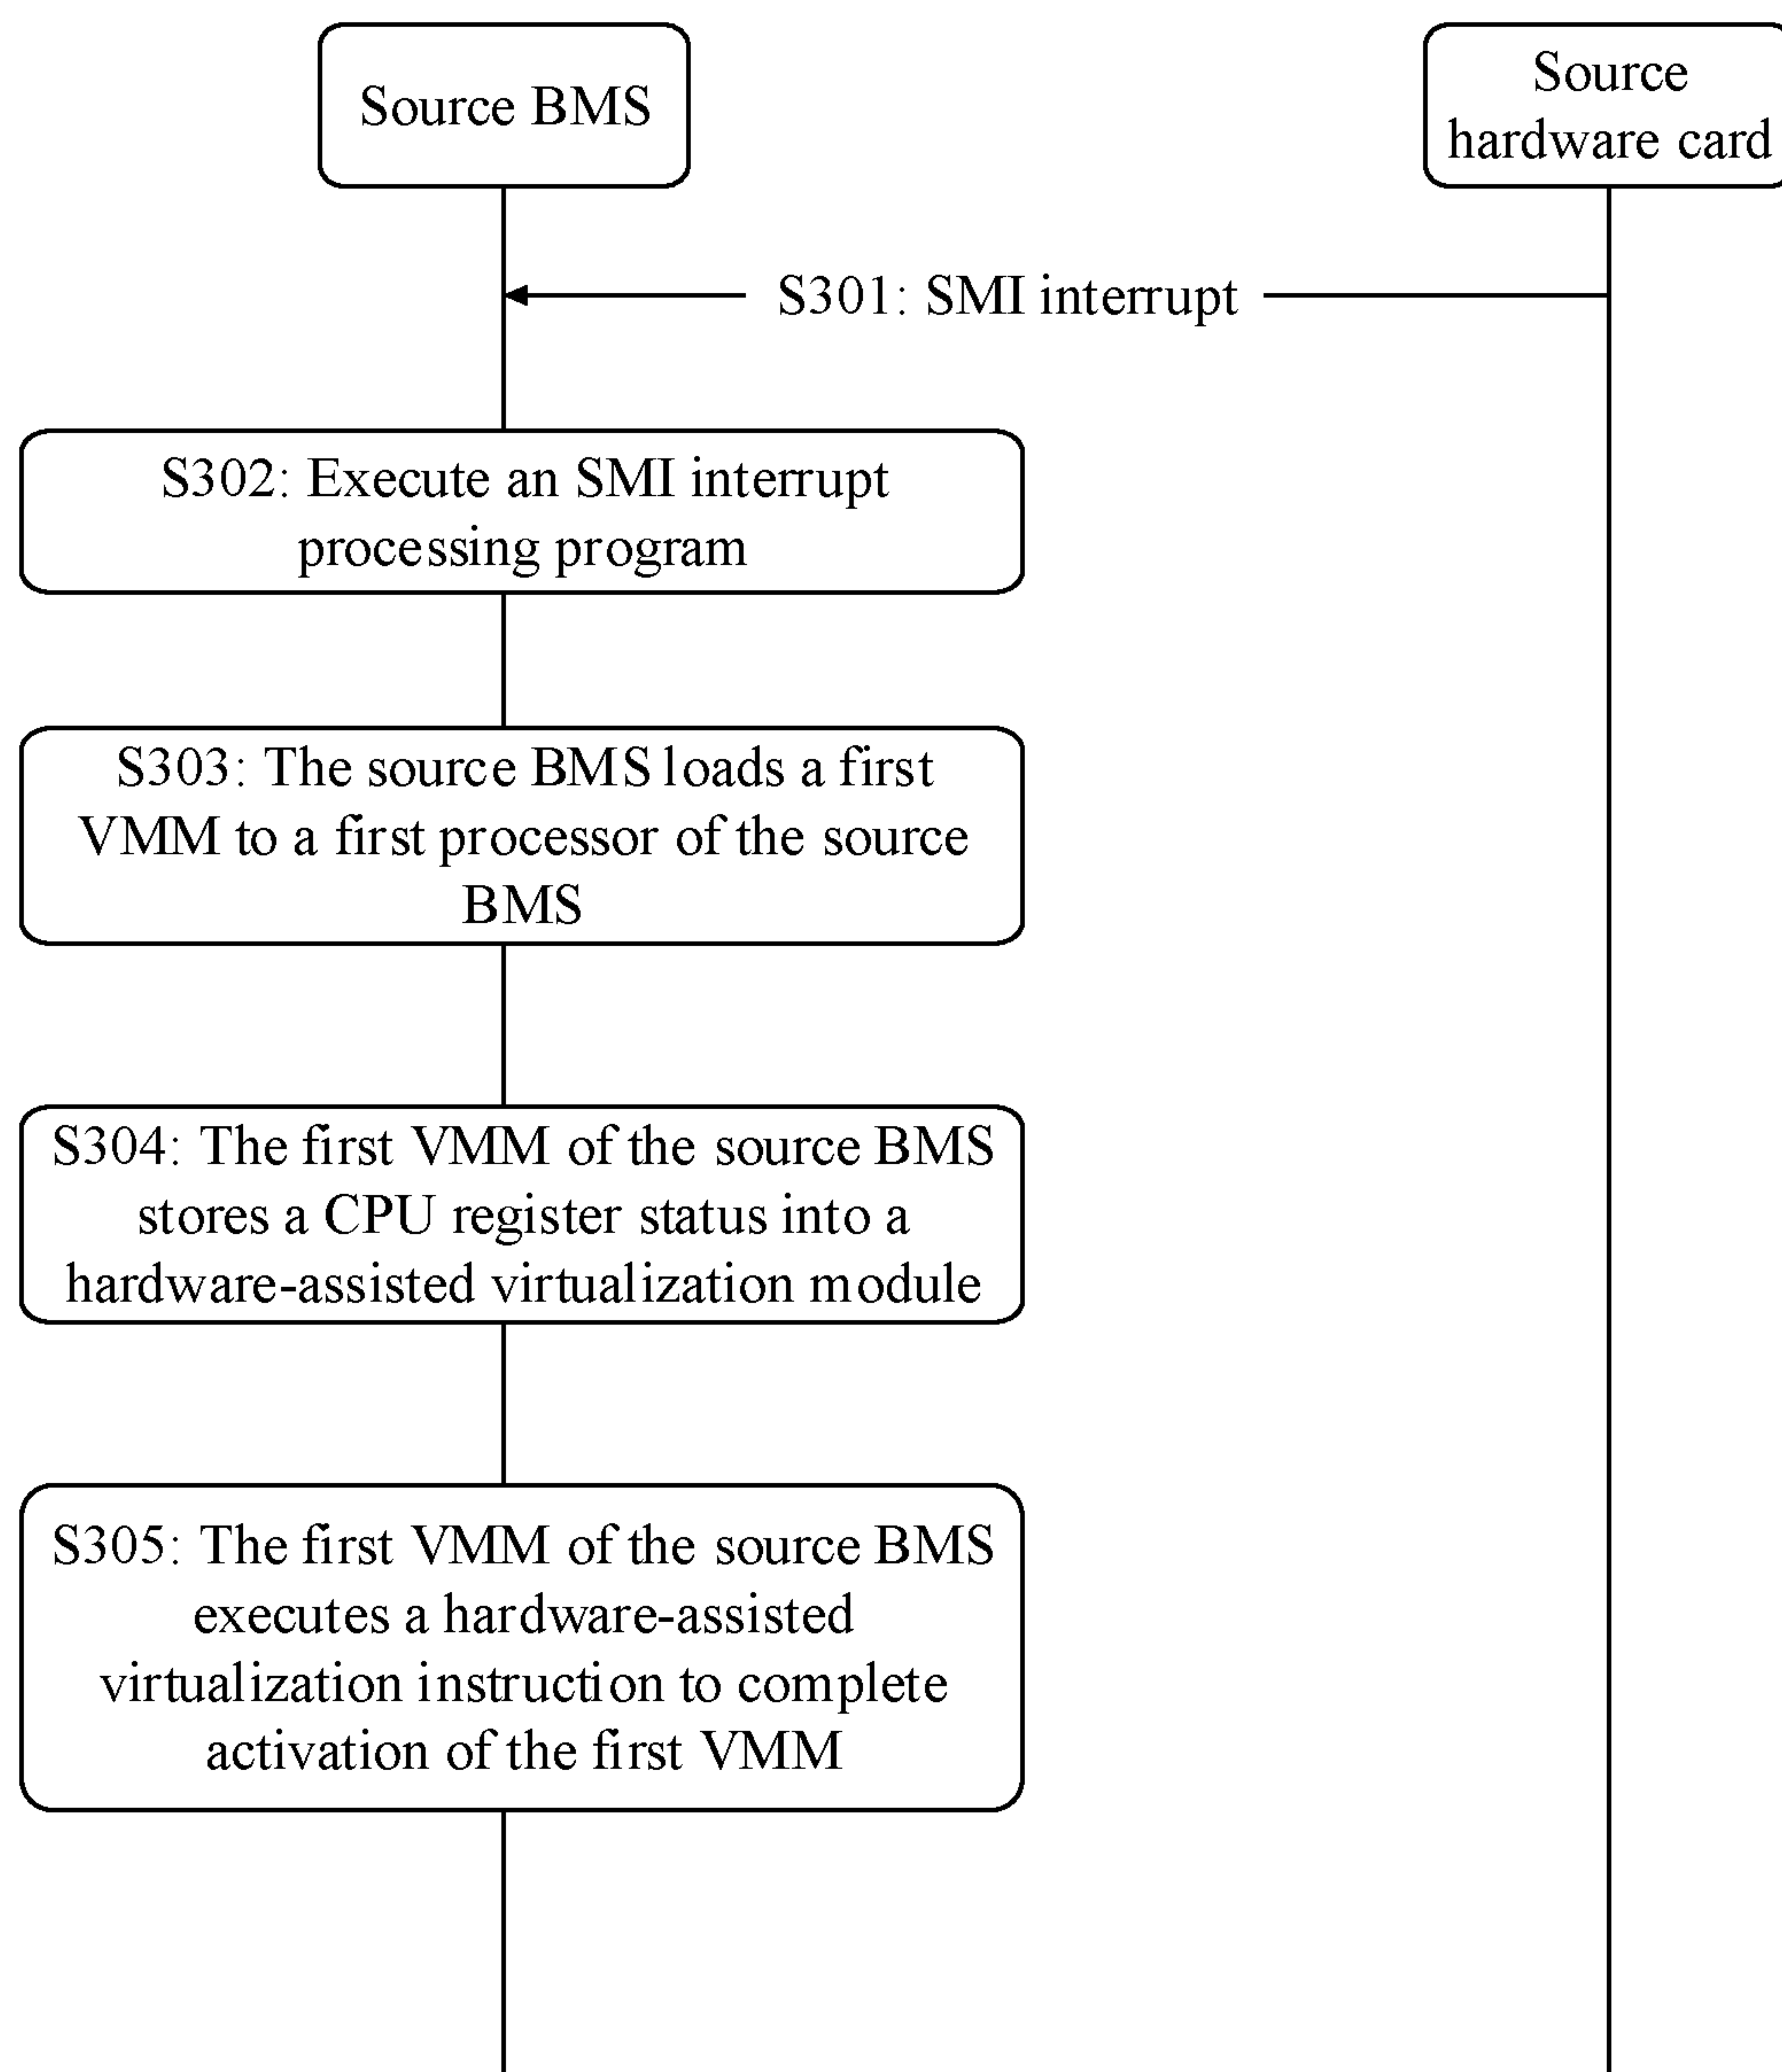 Source BMS
Source
hardware card
S301: SMI interrupt
S302: Execute an SMI interrupt
processing program
S303: The source BMS loads a first
VMM to a first processor of the source
BMS
S304: The first VMM of the source BMS
stores a CPU register status into a
hardware-assisted virtualization module
S305: The first VMM of the source BMS
executes a hardware-assisted
virtualization instruction to complete
activation of the first VMM